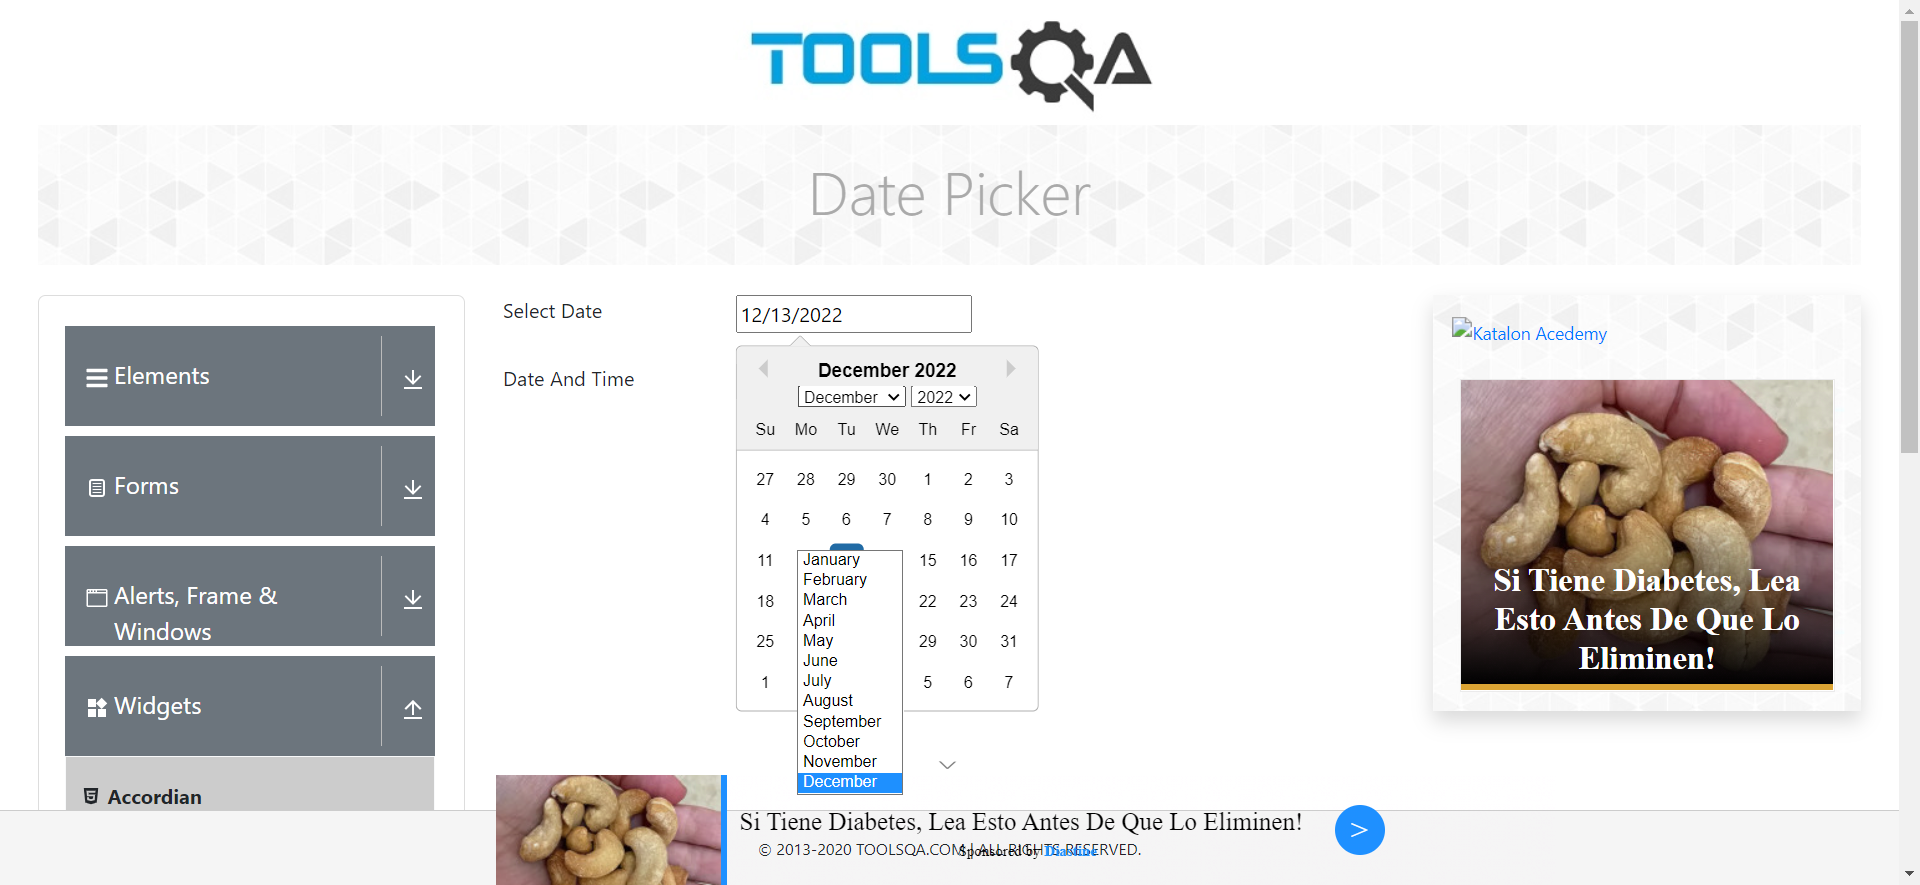 TOOLSQA
Date Picker
Elements
Forms
Alerts, Frame &
Windows
Widgets
Accordian
Select Date
12/13/2022
Date And Time
December 2022
December 2022
Su Mo Tu We Th Fr Sa
27 28 29 30 1 2 3
4 5 6 7 8 9 10
11 15 16 17
18 22 23 24
25 29 30 31
1 5 6 7
January
February
March
April
May
June
July
August
September
October
November
December
Katalon Acedemy
Si Tiene Diabetes, Lea
Esto Antes De Que Lo
Eliminen!
Si Tiene Diabetes, Lea Esto Antes De Que Lo Eliminen!
>
© 2013-2020 TOOLSQA.COM | ALL RIGHTS RESERVED.
Sponsored by